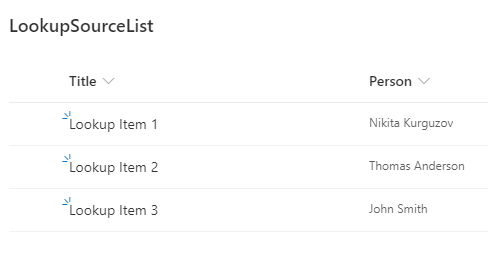 LookupSourceList
Title Person
Lookup Item 1 Nikita Kurguzov
Lookup Item 2 Thomas Anderson
Lookup Item 3 John Smith